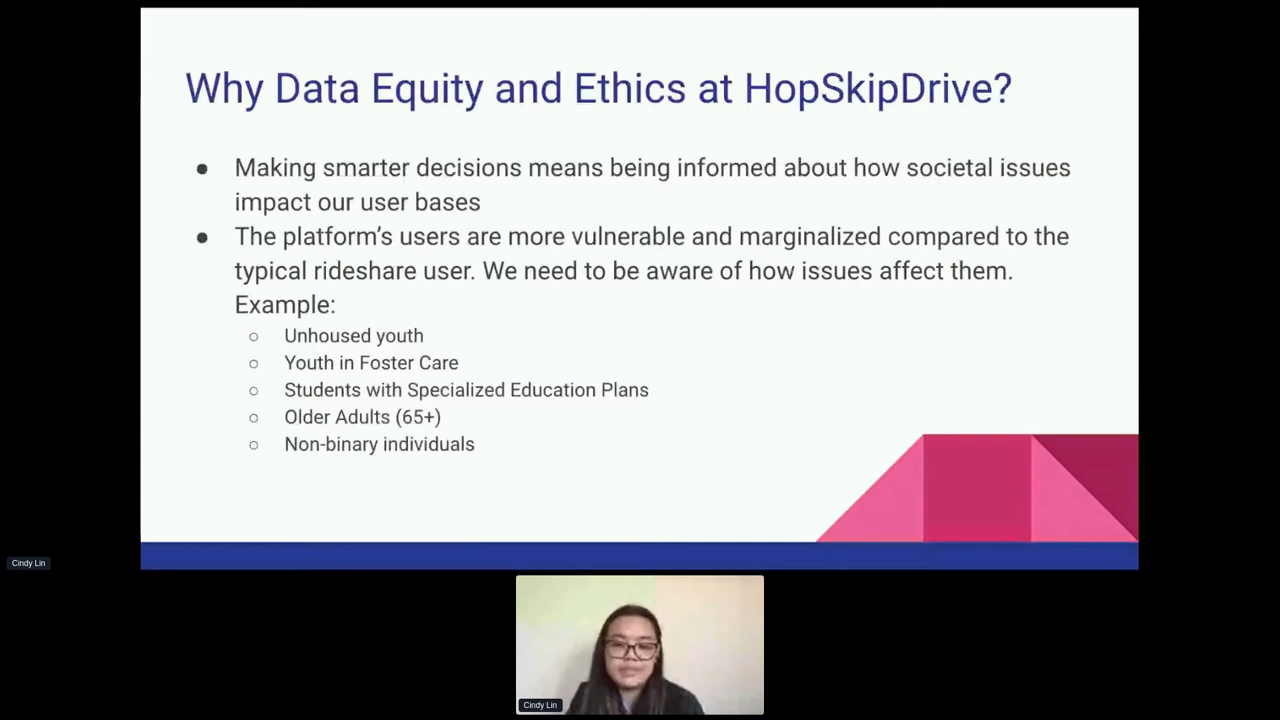 Why Data Equity and Ethics at HopSkipDrive?
● Making smarter decisions means being informed about how societal issues
impact our user bases
● The platform’s users are more vulnerable and marginalized compared to the
typical rideshare user. We need to be aware of how issues affect them.
Example:
○ Unhoused youth
○ Youth in Foster Care
○ Students with Specialized Education Plans
○ Older Adults (65+)
○ Non-binary individuals
Cindy Lin
Cindy Lin